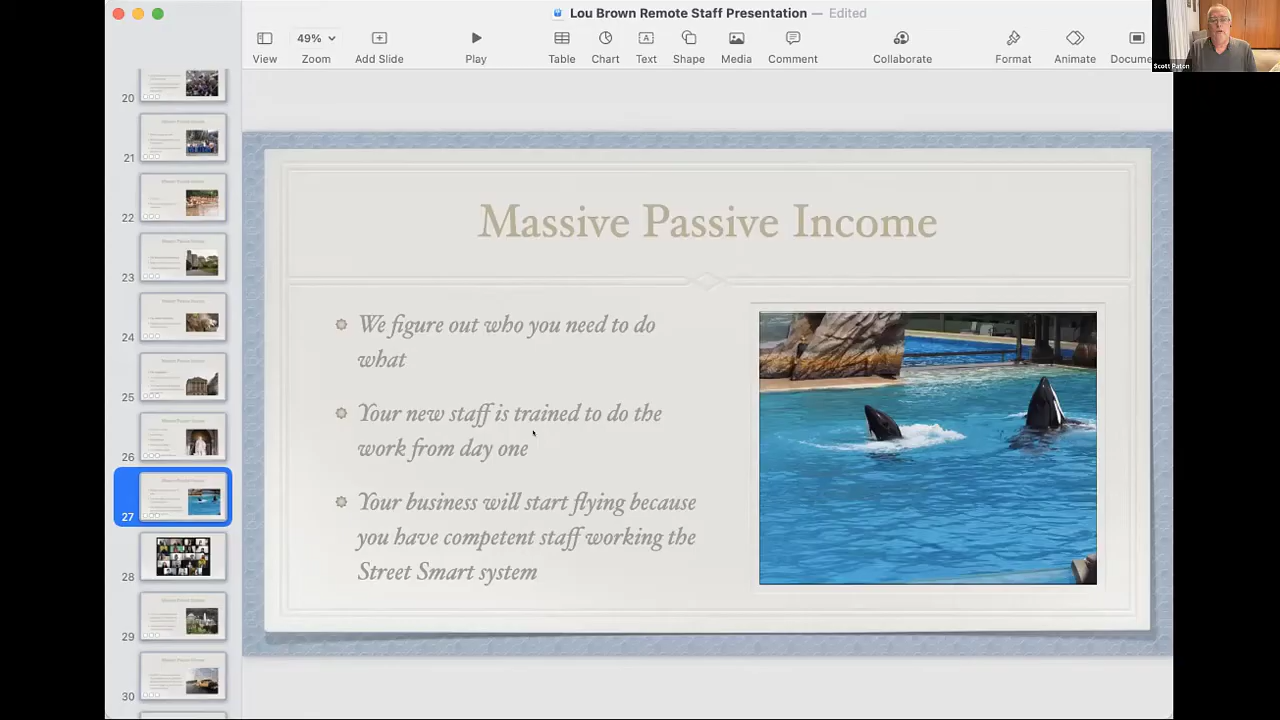 Lou Brown Remote Staff Presentation — Edited
49%
View
Zoom
Add Slide
Play
Table
Chart
Text
Shape
Media
Comment
Collaborate
Format
Animate
Docume
Scott Paton
20
21
22
23
24
25
26
27
28
29
30
Massive Passive Income
We figure out who you need to do
what
Your new staff is trained to do the
work from day one
Your business will start flying because
you have competent staff working the
Street Smart system